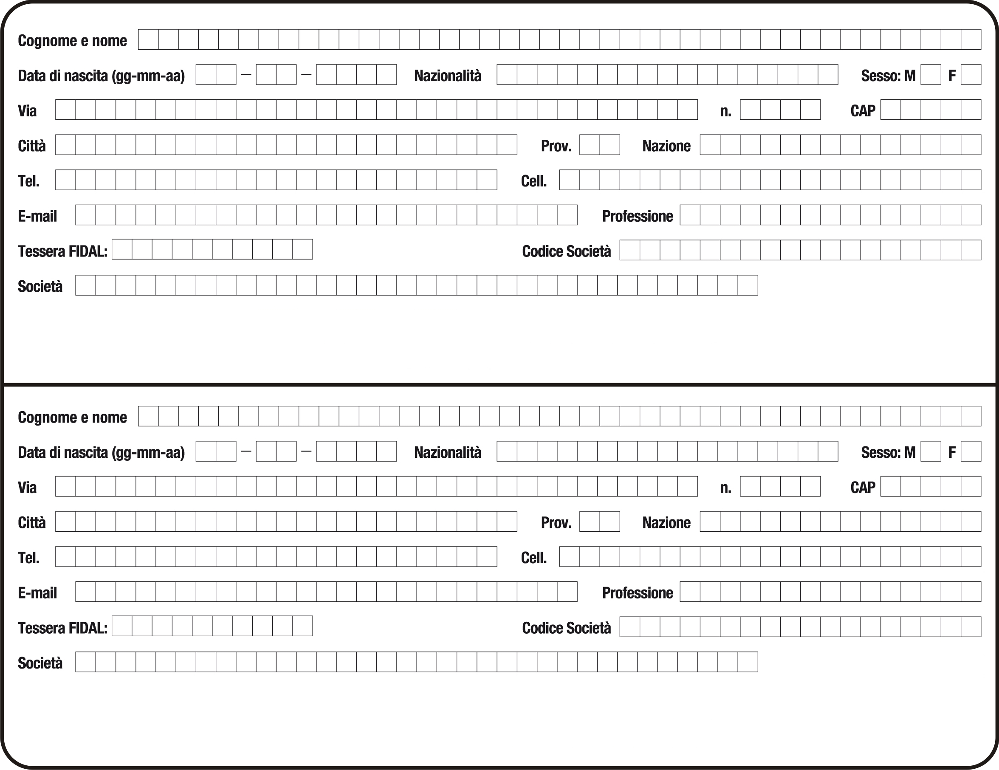 Cognome e nome
Data di nascita (gg-mm-aa) – – Nazionalità Sesso: M F
Via n. CAP
Città Prov. Nazione
Tel. Cell.
E-mail Professione
Tessera FIDAL: Codice Società
Società
Cognome e nome
Data di nascita (gg-mm-aa) – – Nazionalità Sesso: M F
Via n. CAP
Città Prov. Nazione
Tel. Cell.
E-mail Professione
Tessera FIDAL: Codice Società
Società